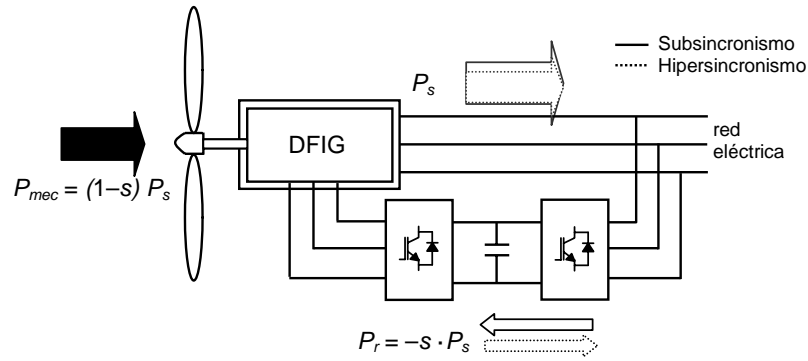 P_s
Subsincronismo
Hipersincronismo
DFIG
red
eléctrica
P_mec = (1–s) P_s
P_r = –s · P_s